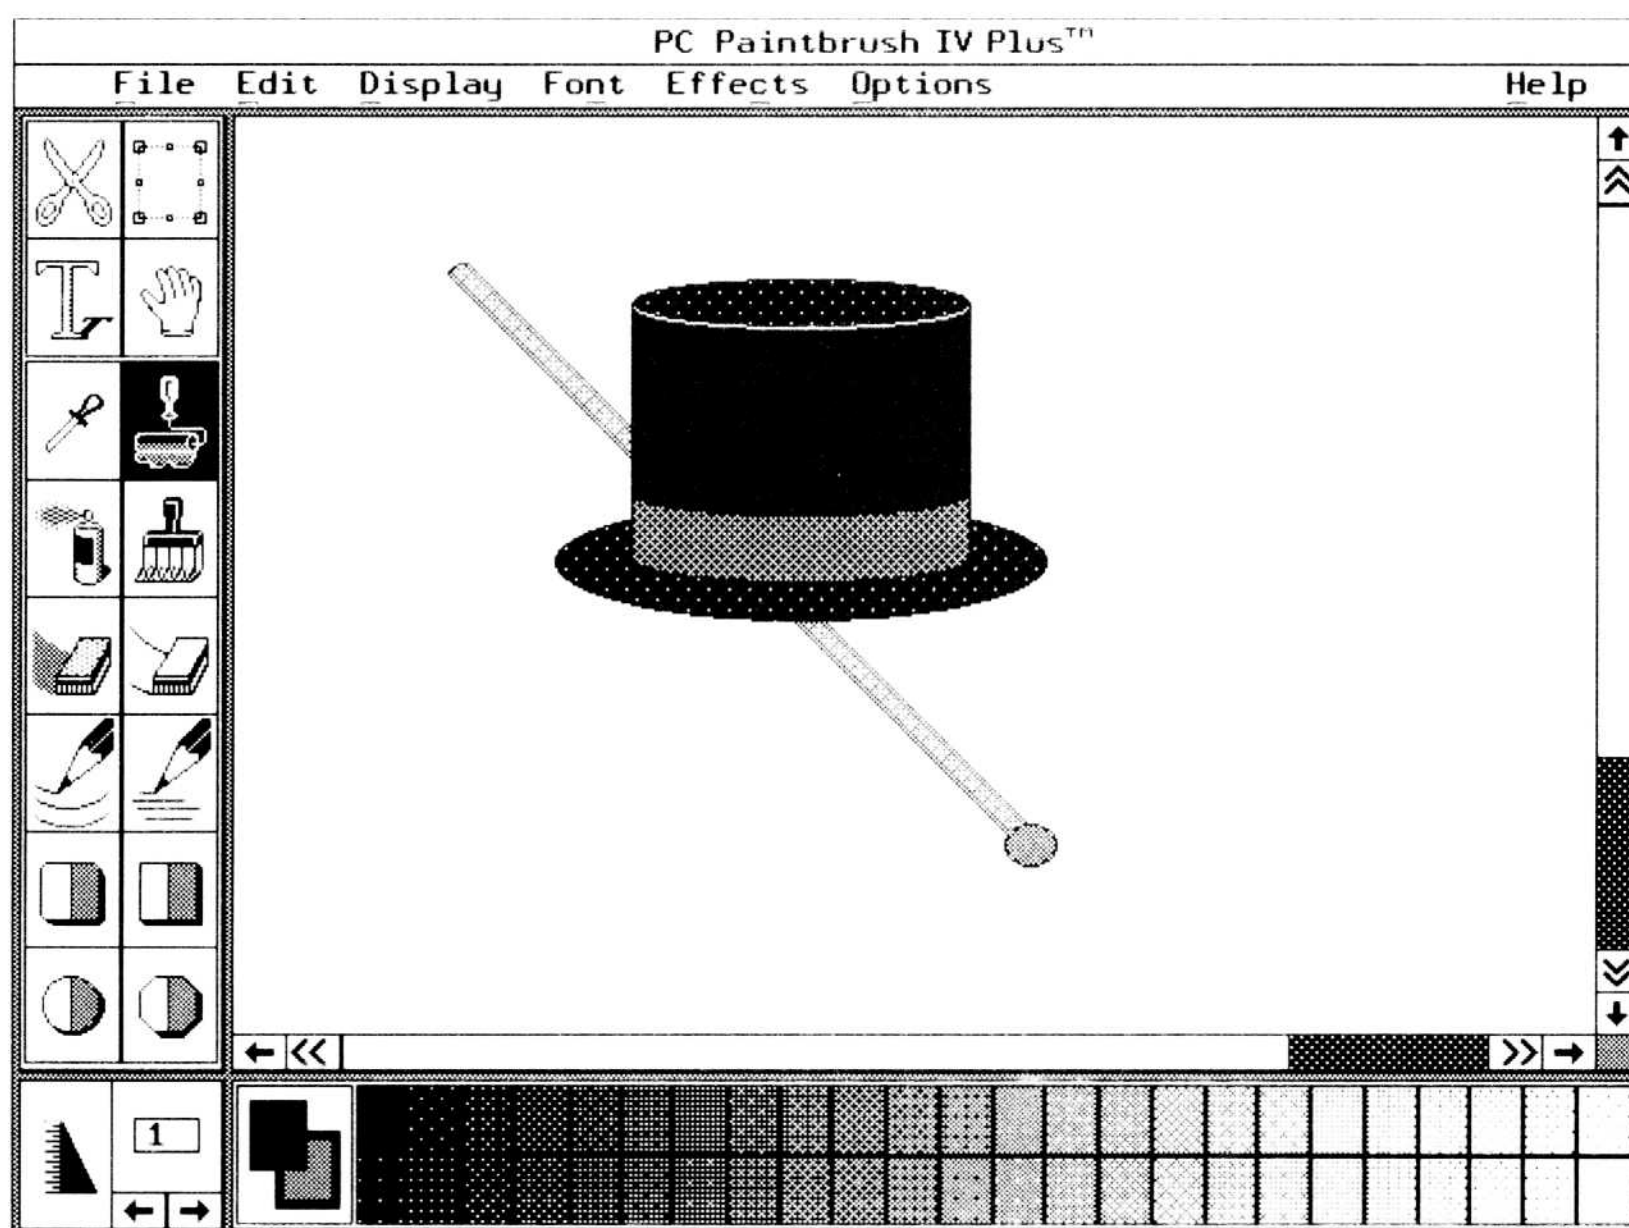 PC Paintbrush IV Plus™
File Edit Display Font Effects Options Help
T
1